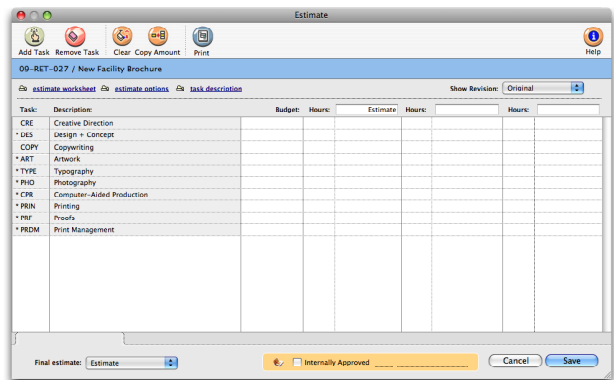 Estimate
Add Task Remove Task Clear Copy Amount Print Help
09-RET-027 / New Facility Brochure
estimate worksheet estimate options task description Show Revision: Original
Task: Description: Budget: Hours: Estimate Hours: Hours:
CRE Creative Direction
* DES Design + Concept
COPY Copywriting
* ART Artwork
* TYPE Typography
* PHO Photography
* CPR Computer-Aided Production
* PRIN Printing
* PRF Proofs
* PRDM Print Management
Final estimate: Estimate Internally Approved Cancel Save